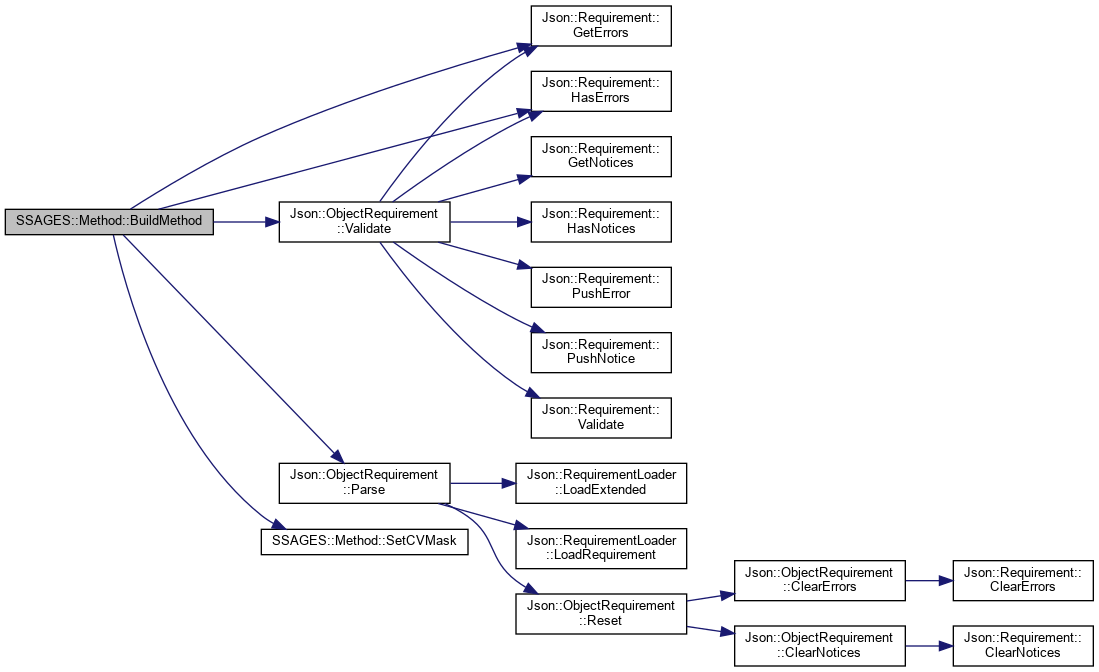 Json::Requirement::
GetErrors
Json::Requirement::
HasErrors
Json::Requirement::
GetNotices
SSAGES::Method::BuildMethod
Json::ObjectRequirement
::Validate
Json::Requirement::
HasNotices
Json::Requirement::
PushError
Json::Requirement::
PushNotice
Json::Requirement::
Validate
Json::ObjectRequirement
::Parse
Json::RequirementLoader
::LoadExtended
SSAGES::Method::SetCVMask
Json::RequirementLoader
::LoadRequirement
Json::ObjectRequirement
::Reset
Json::ObjectRequirement
::ClearErrors
Json::Requirement::
ClearErrors
Json::ObjectRequirement
::ClearNotices
Json::Requirement::
ClearNotices